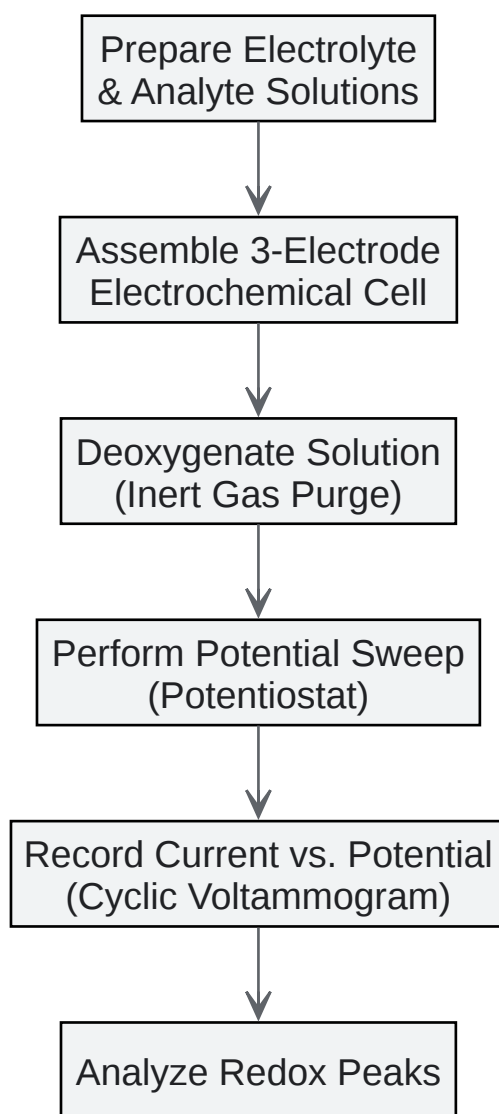 Prepare Electrolyte
& Analyte Solutions
Assemble 3-Electrode
Electrochemical Cell
Deoxygenate Solution
(Inert Gas Purge)
Perform Potential Sweep
(Potentiostat)
Record Current vs. Potential
(Cyclic Voltammogram)
Analyze Redox Peaks